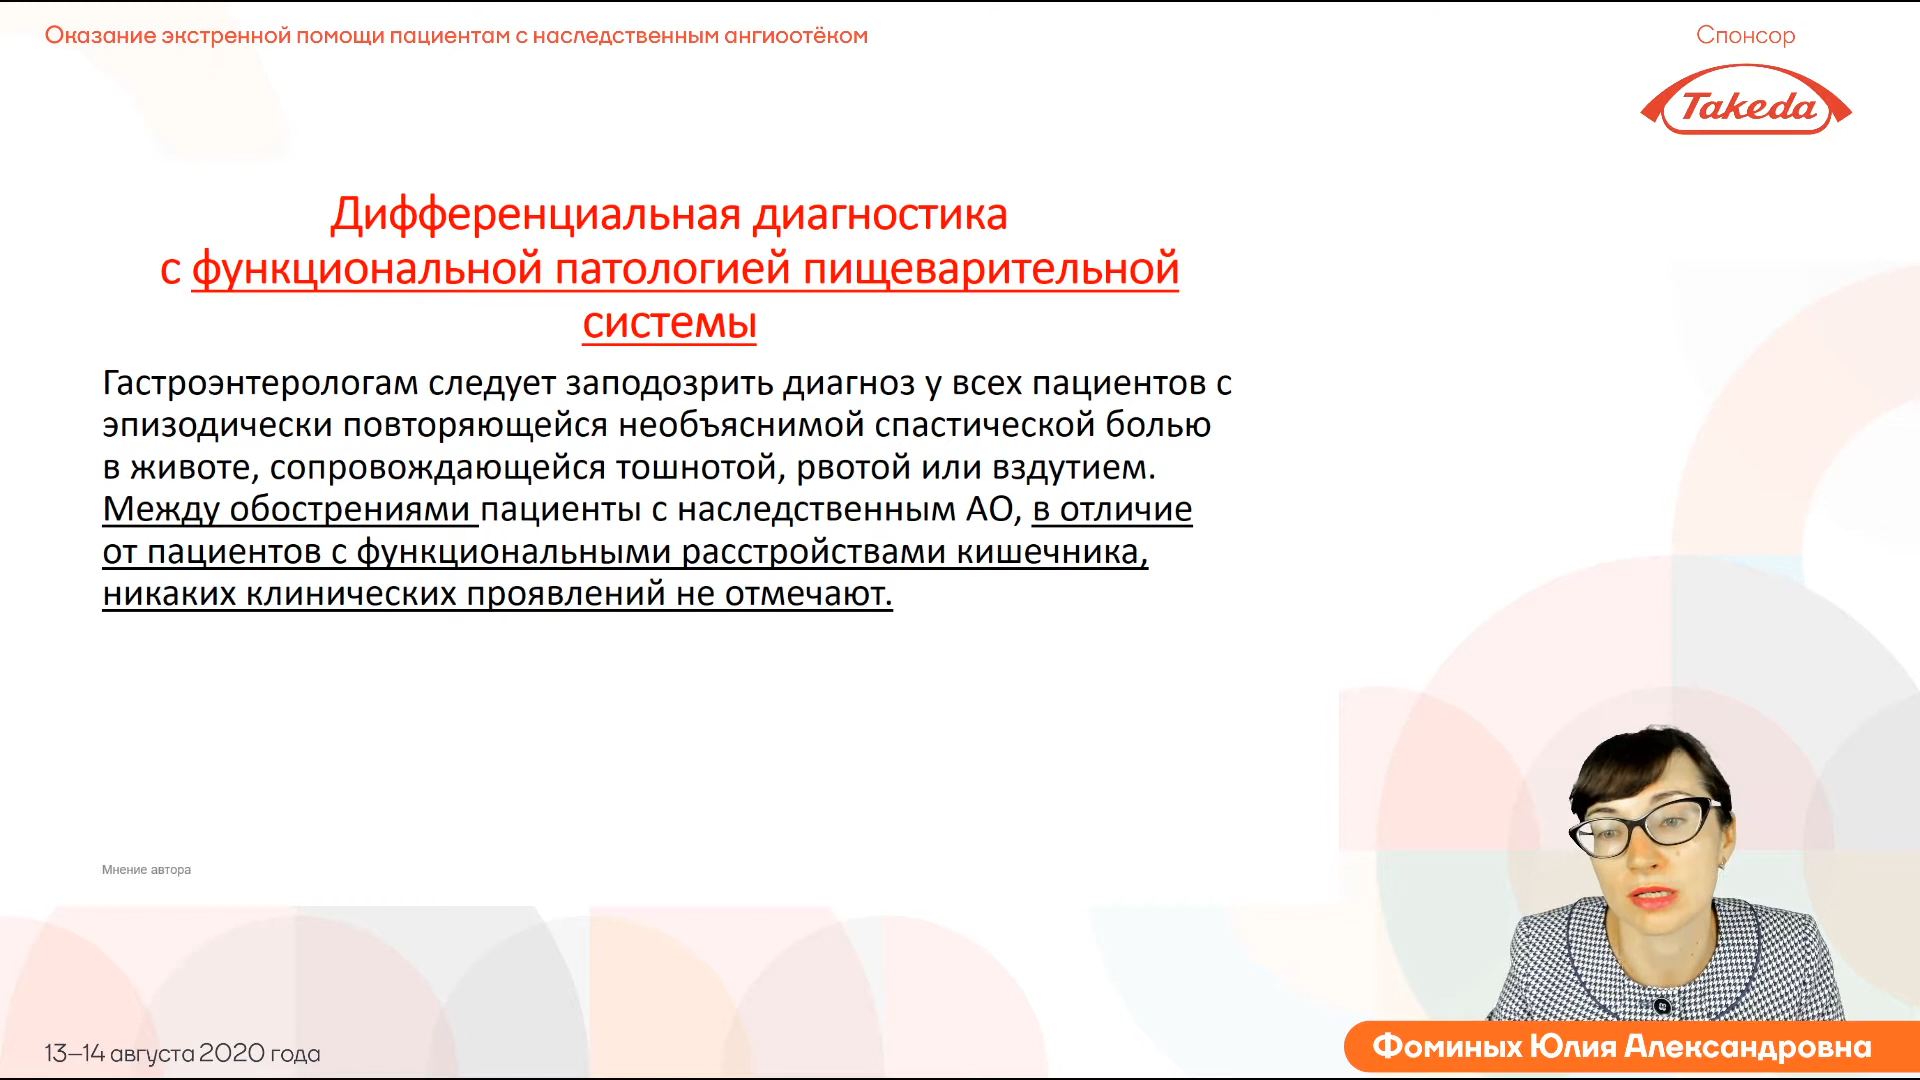 Оказание экстренной помощи пациентам с наследственным ангиоотёком
Спонсор
Takeda
Дифференциальная диагностика
с функциональной патологией пищеварительной
системы
Гастроэнтерологам следует заподозрить диагноз у всех пациентов с
эпизодически повторяющейся необъяснимой спастической болью
в животе, сопровождающейся тошнотой, рвотой или вздутием.
Между обострениями пациенты с наследственным АО, в отличие
от пациентов с функциональными расстройствами кишечника,
никаких клинических проявлений не отмечают.
Мнение автора
13–14 августа 2020 года
Фоминых Юлия Александровна